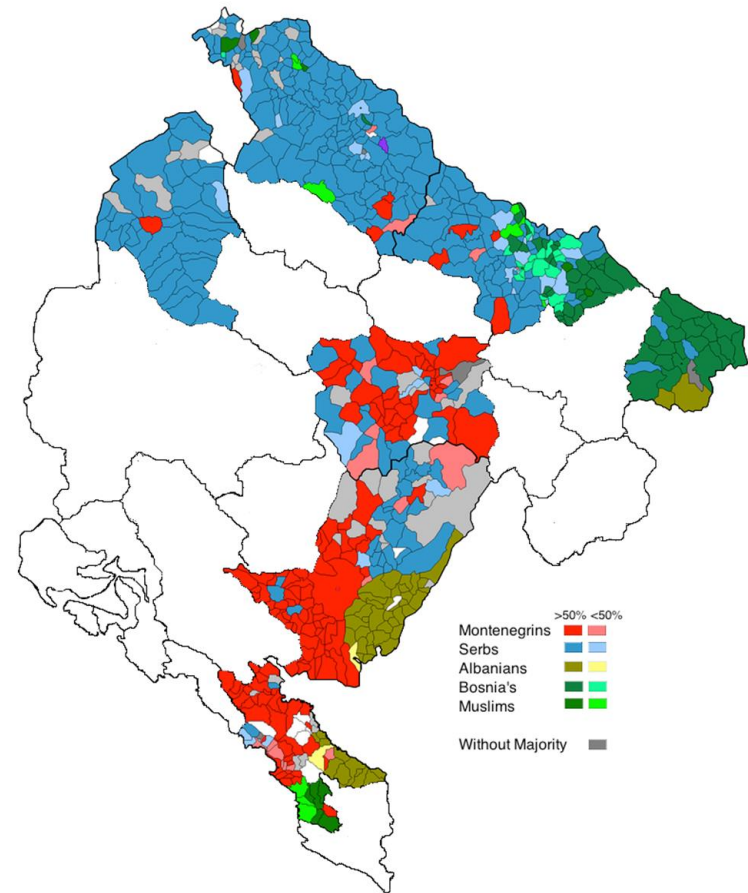 >50% <50%
Montenegrins
Serbs
Albanians
Bosnia's
Muslims
Without Majority